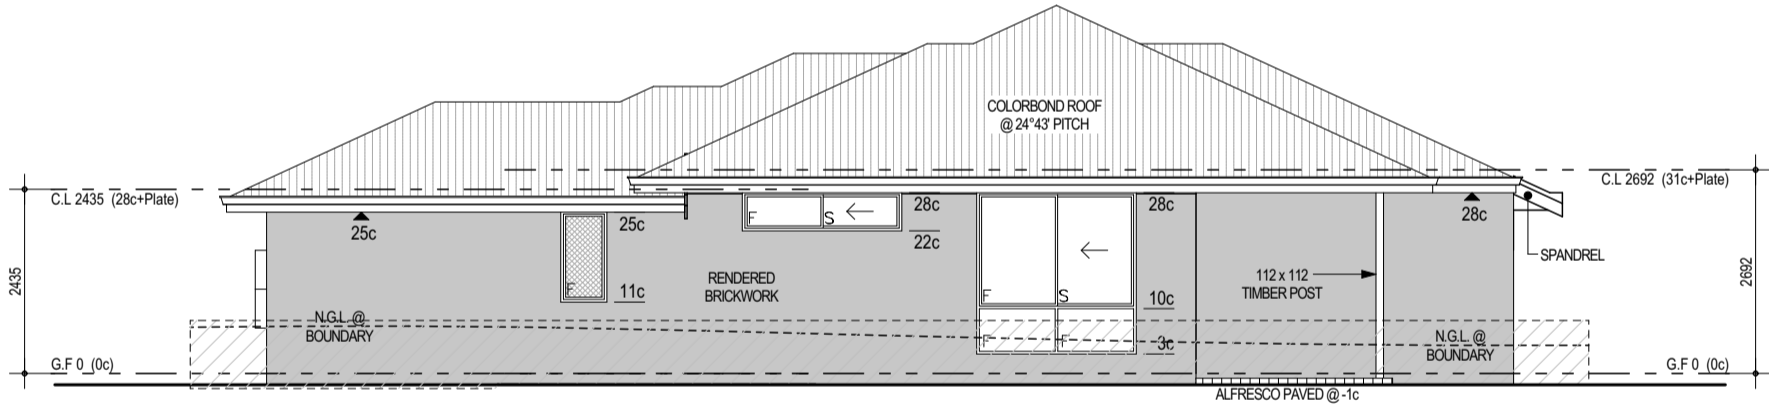 COLORBOND ROOF
@ 24°43' PITCH
C.L 2435 (28c+Plate)
C.L 2692 (31c+Plate)
25c
25c
F
S
28c
22c
28c
28c
SPANDREL
2435
F
11c
RENDERED
BRICKWORK
F
S
10c
112 x 112
TIMBER POST
2692
N.G.L. @
BOUNDARY
F
F
3c
N.G.L. @
BOUNDARY
G.F 0 (0c)
G.F 0 (0c)
ALFRESCO PAVED @ -1c